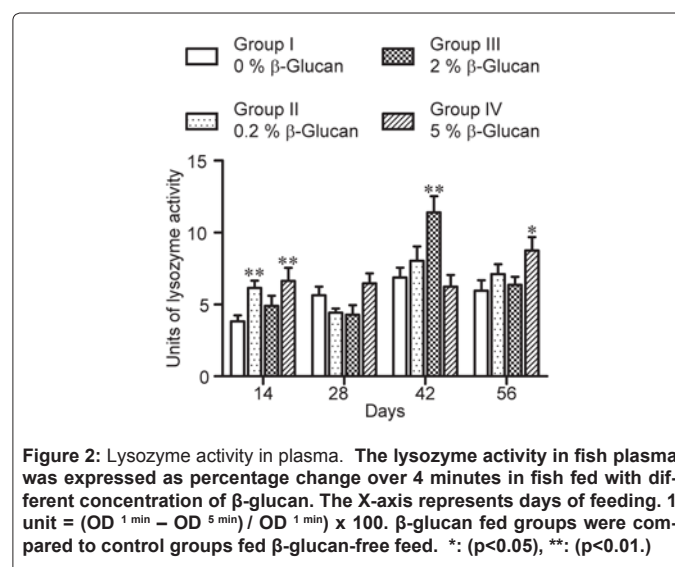 Group I
0 % β-Glucan
Group III
2 % β-Glucan
Group II
0.2 % β-Glucan
Group IV
5 % β-Glucan
Units of lysozyme activity
15
10
5
0
** ** ** *
14 28 42 56
Days
Figure 2: Lysozyme activity in plasma. The lysozyme activity in fish plasma
was expressed as percentage change over 4 minutes in fish fed with dif-
ferent concentration of β-glucan. The X-axis represents days of feeding. 1
unit = (OD 1 min – OD 5 min) / OD 1 min) x 100. β-glucan fed groups were com-
pared to control groups fed β-glucan-free feed. *: (p<0.05), **: (p<0.01.)